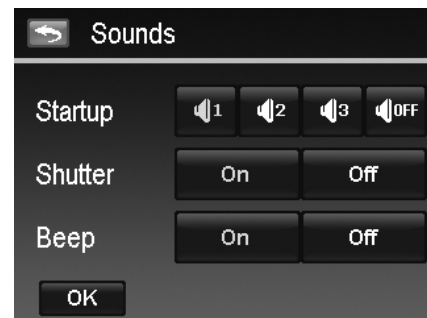 Sounds
Startup 1 2 3 OFF
Shutter On Off
Beep On Off
OK